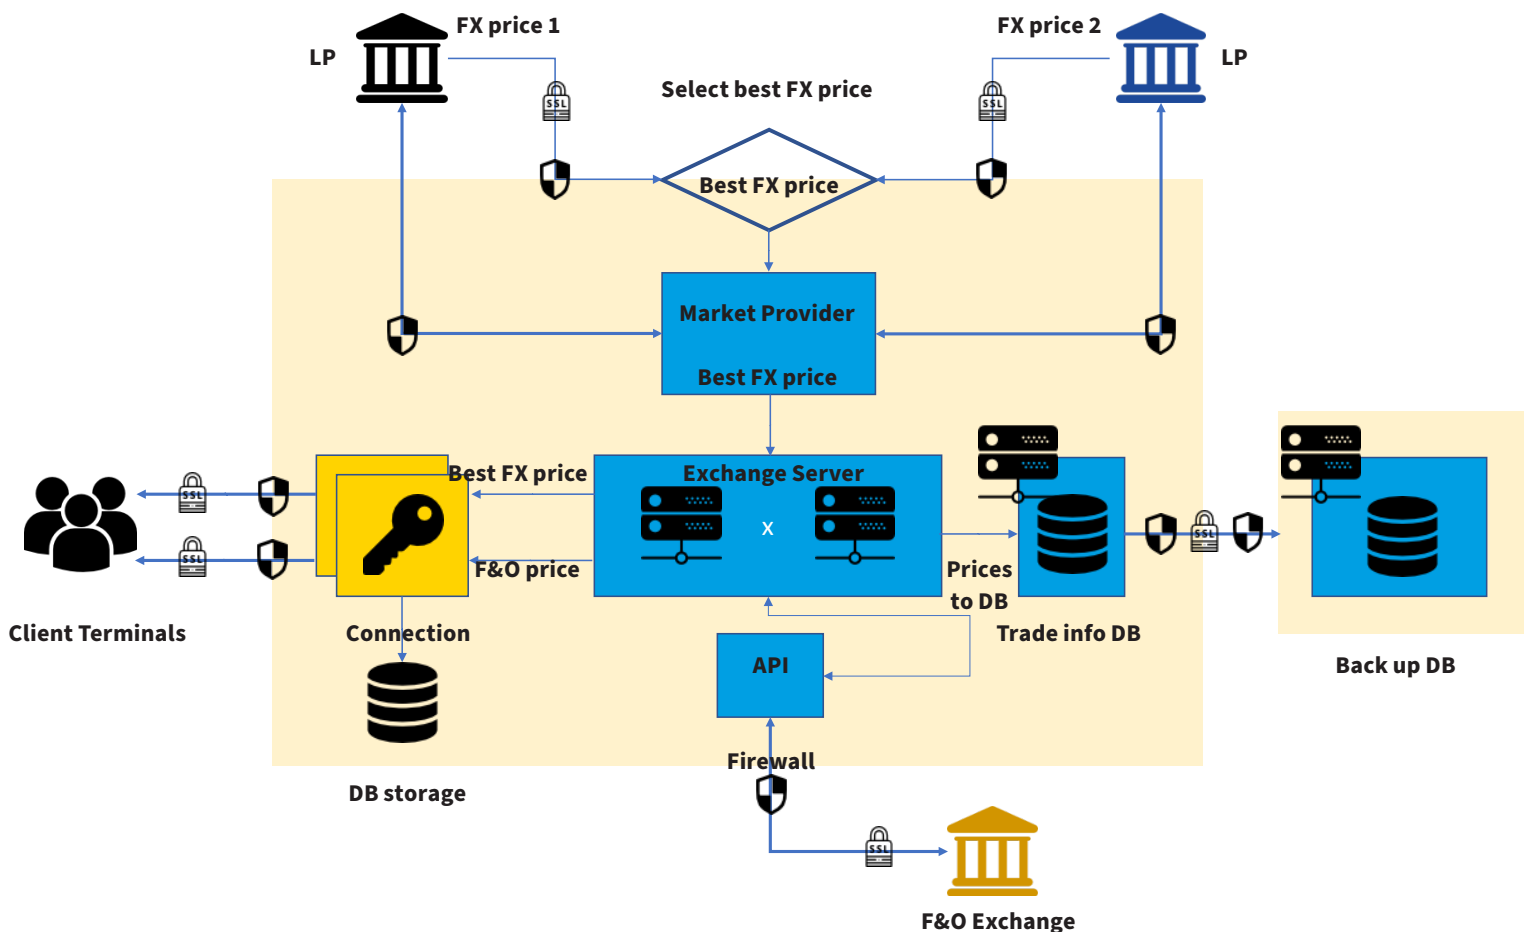 FX price 1
FX price 2
LP
LP
SSL
SSL
Select best FX price
Best FX price
Market Provider
Best FX price
Best FX price
Exchange Server
SSL
X
SSL
SSL
F&O price
Prices
to DB
Client Terminals
Connection
Trade info DB
API
Back up DB
Firewall
DB storage
SSL
F&O Exchange